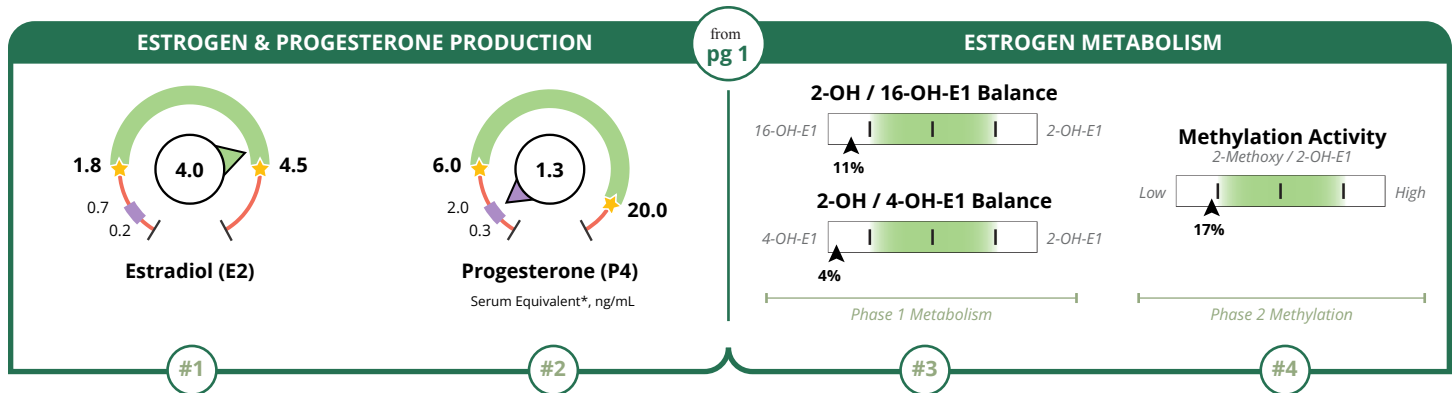 ESTROGEN & PROGESTERONE PRODUCTION
from
pg 1
ESTROGEN METABOLISM
1.8
4.0
4.5
0.7
0.2
Estradiol (E2)
6.0
1.3
20.0
2.0
0.3
Progesterone (P4)
Serum Equivalent*, ng/mL
2-OH / 16-OH-E1 Balance
16-OH-E1
2-OH-E1
11%
2-OH / 4-OH-E1 Balance
4-OH-E1
2-OH-E1
4%
Phase 1 Metabolism
Methylation Activity
2-Methoxy / 2-OH-E1
Low
High
17%
Phase 2 Methylation
#1
#2
#3
#4